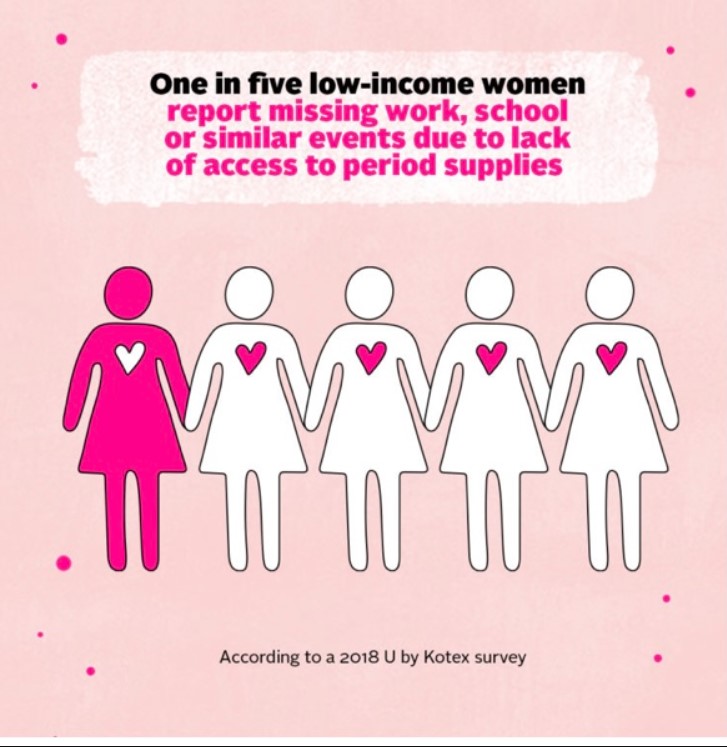 One in five low-income women
report missing work, school
or similar events due to lack
of access to period supplies
According to a 2018 U by Kotex survey